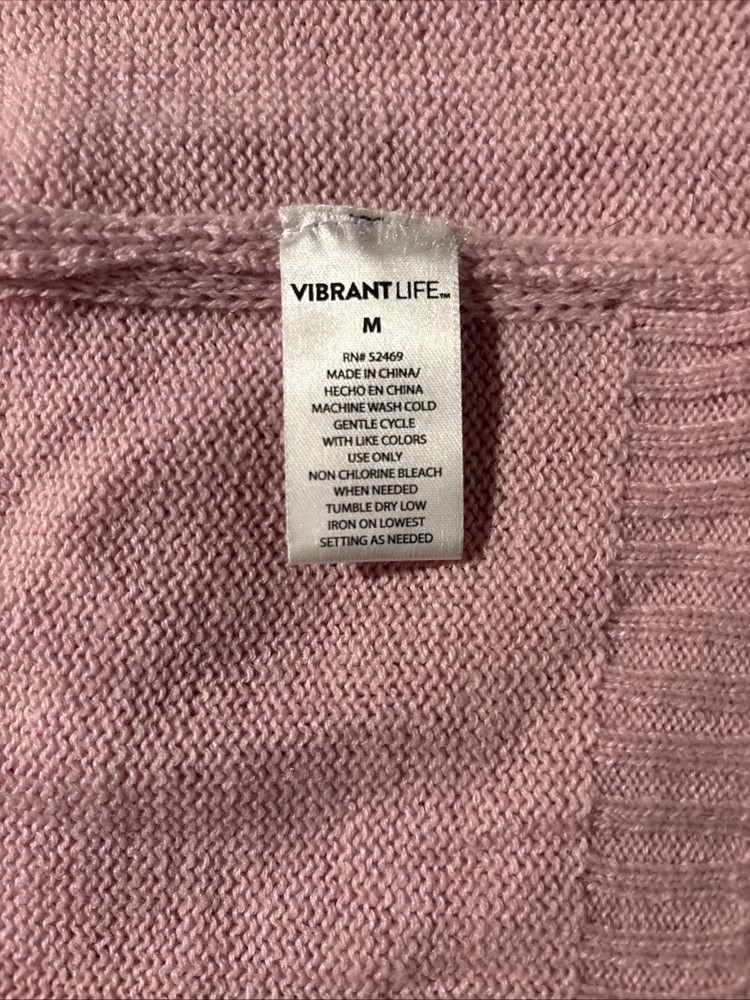 VIBRANTLIFE™
M
RN# 52469
MADE IN CHINA/
HECHO EN CHINA
MACHINE WASH COLD
GENTLE CYCLE
WITH LIKE COLORS
USE ONLY
NON CHLORINE BLEACH
WHEN NEEDED
TUMBLE DRY LOW
IRON ON LOWEST
SETTING AS NEEDED